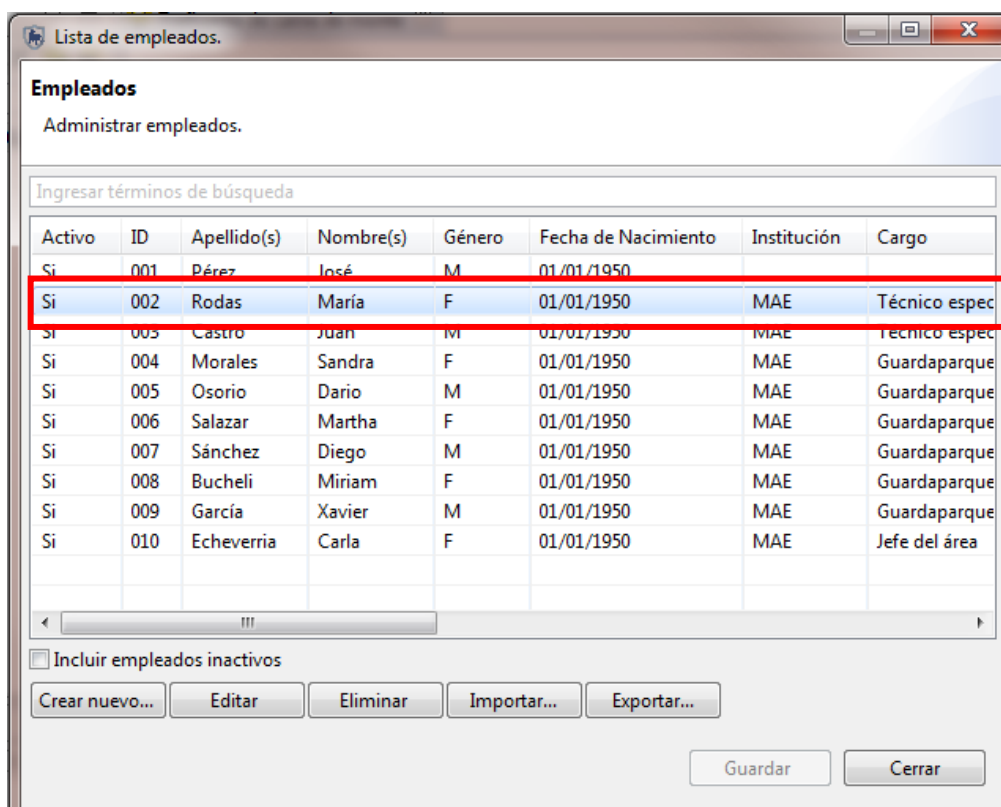 Lista de empleados.
Empleados
Administrar empleados.
Ingresar términos de búsqueda
Activo ID Apellido(s) Nombre(s) Género Fecha de Nacimiento Institución Cargo
Si 001 Pérez José M 01/01/1950
Si 002 Rodas María F 01/01/1950 MAE Técnico espec
Si 003 Castro Juan M 01/01/1950 MAE Técnico espec
Si 004 Morales Sandra F 01/01/1950 MAE Guardaparque
Si 005 Osorio Dario M 01/01/1950 MAE Guardaparque
Si 006 Salazar Martha F 01/01/1950 MAE Guardaparque
Si 007 Sánchez Diego M 01/01/1950 MAE Guardaparque
Si 008 Bucheli Miriam F 01/01/1950 MAE Guardaparque
Si 009 García Xavier M 01/01/1950 MAE Guardaparque
Si 010 Echeverria Carla F 01/01/1950 MAE Jefe del área
Incluir empleados inactivos
Crear nuevo... Editar Eliminar Importar... Exportar...
Guardar Cerrar